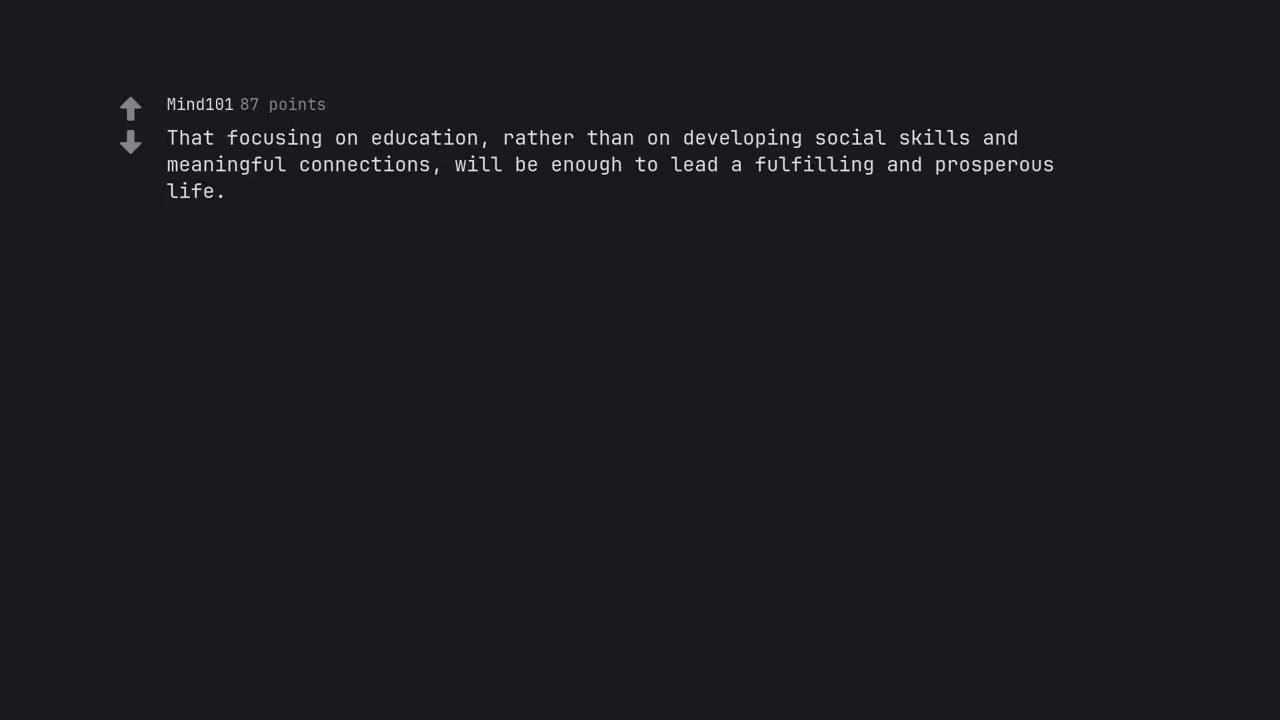 Mind101 87 points
That focusing on education, rather than on developing social skills and
meaningful connections, will be enough to lead a fulfilling and prosperous
life.